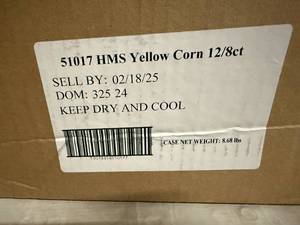 51017 HMS Yellow Corn 12/8ct
SELL BY: 02/18/25
DOM: 325 24
KEEP DRY AND COOL
CASE NET WEIGHT: 8.68 lbs